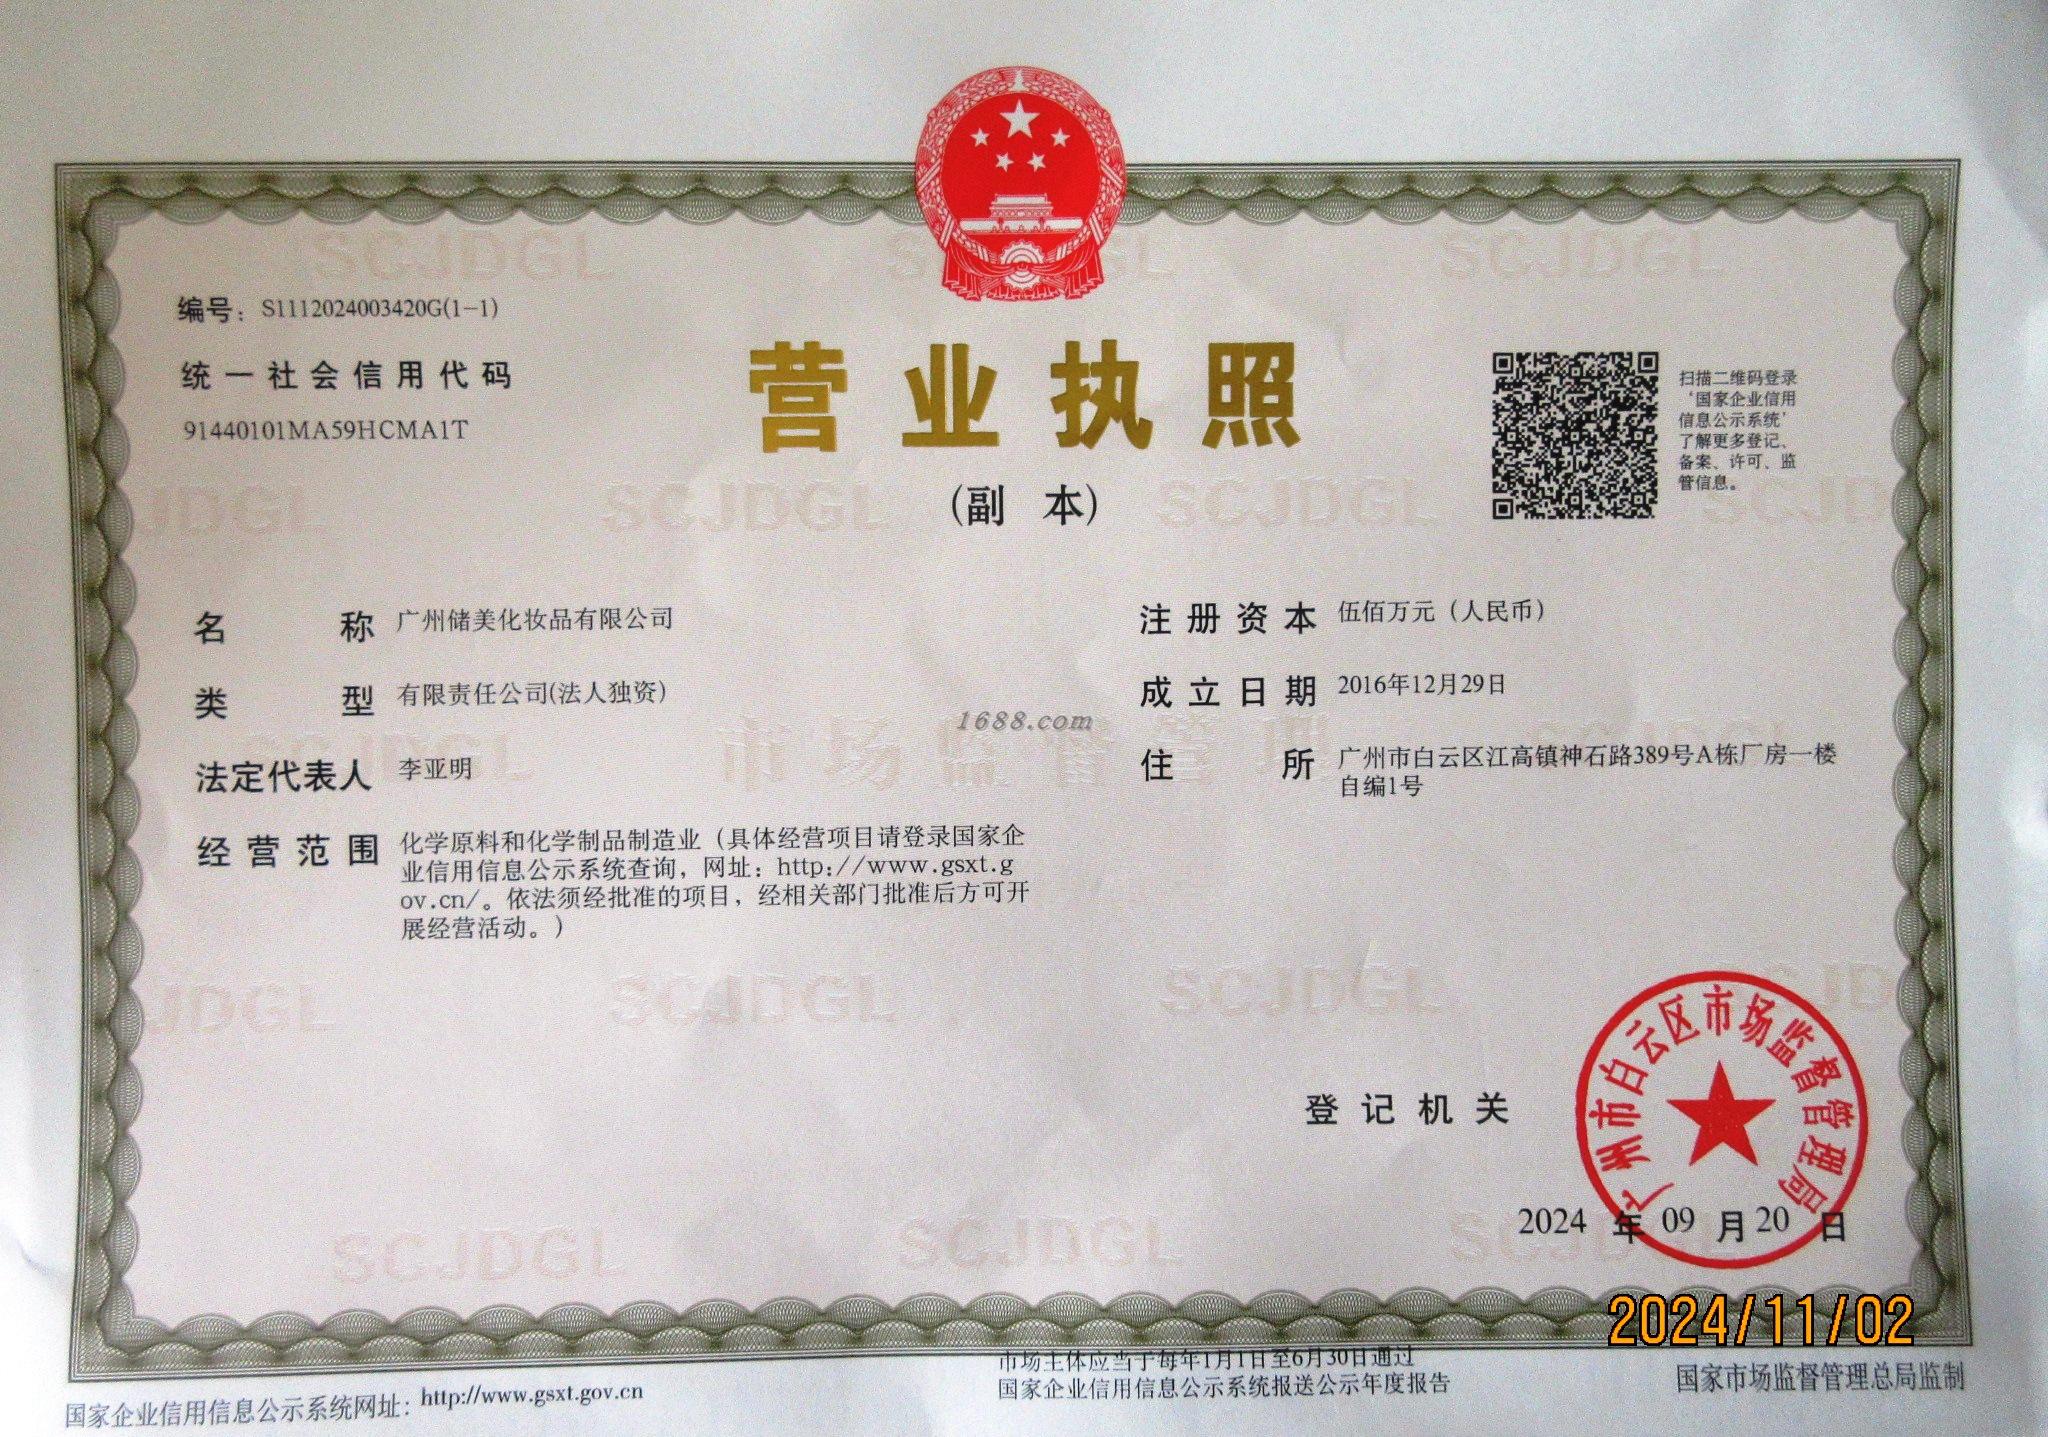 编号：S1112024003420G(1-1)
统一社会信用代码
91440101MA59HCMA1T
营业执照
(副 本)
扫描二维码登录
‘国家企业信用
信息公示系统’
了解更多登记、
备案、许可、监
管信息。
名 称 广州储美化妆品有限公司
类 型 有限责任公司(法人独资)
法定代表人 李亚明
经营范围 化学原料和化学制品制造业（具体经营项目请登录国家企
业信用信息公示系统查询，网址：http://www.gsxt.g
ov.cn/。依法须经批准的项目，经相关部门批准后方可开
展经营活动。）
注册资本 伍佰万元（人民币）
成立日期 2016年12月29日
住 所 广州市白云区江高镇神石路389号A栋厂房一楼
自编1号
1688.com
SCJDGL
市场监督管理
登记机关
广州市白云区市场监督管理局
2024 年 09 月 20 日
2024/11/02
国家企业信用信息公示系统网址：http://www.gsxt.gov.cn
市场主体应当于每年1月1日至6月30日通过
国家企业信用信息公示系统报送公示年度报告
国家市场监督管理总局监制